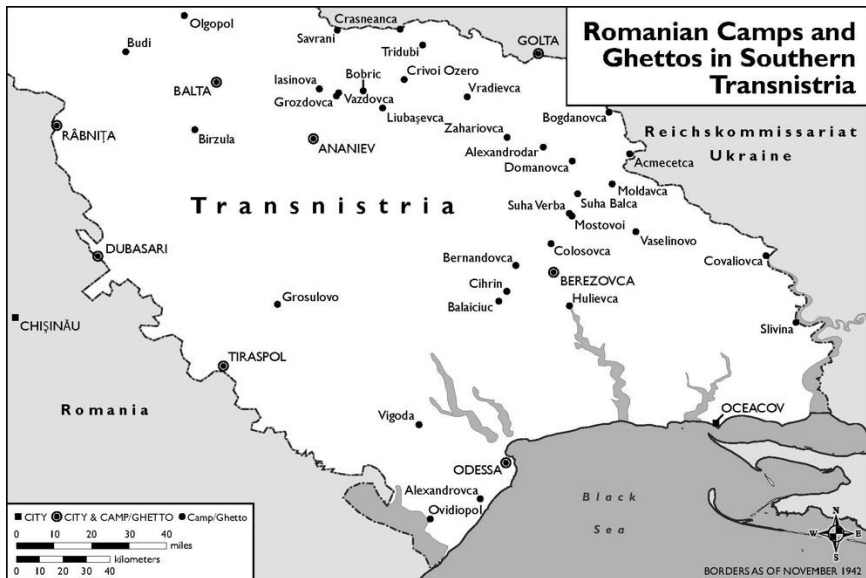 Romanian Camps and
Ghettos in Southern
Transnistria
Crasneanca
Olgopol
Savrani
GOLTA
Budi
Tridubi
BALTA
Iasinova
Bobric
Crivoi Ozero
Grozdovca
Vazdovca
Vradievca
Liubaşevca
Bogdanovca
RÂBNIŢA
Birzula
ANANIEV
Zahariovca
Reichskommissariat
Ukraine
Alexandrodar
Acmecetca
Domanovca
Moldavca
Transnistria
Suha Balca
Suha Verba
Mostovoi
Vaselinovo
DUBASARI
Colosovca
Bernandovca
Covaliovca
BEREZOVCA
Cihrin
Grosulovo
Balaiciuc
Hulievca
CHIŞINĂU
Slivina
TIRASPOL
Romania
Vigoda
OCEACOV
ODESSA
Alexandrovca
Ovidiopol
Black
Sea
CITY CITY & CAMP/GHETTO Camp/Ghetto
0 10 20 30 40
miles
kilometers
0 10 20 30 40
N
W E
S
BORDERS AS OF NOVEMBER 1942